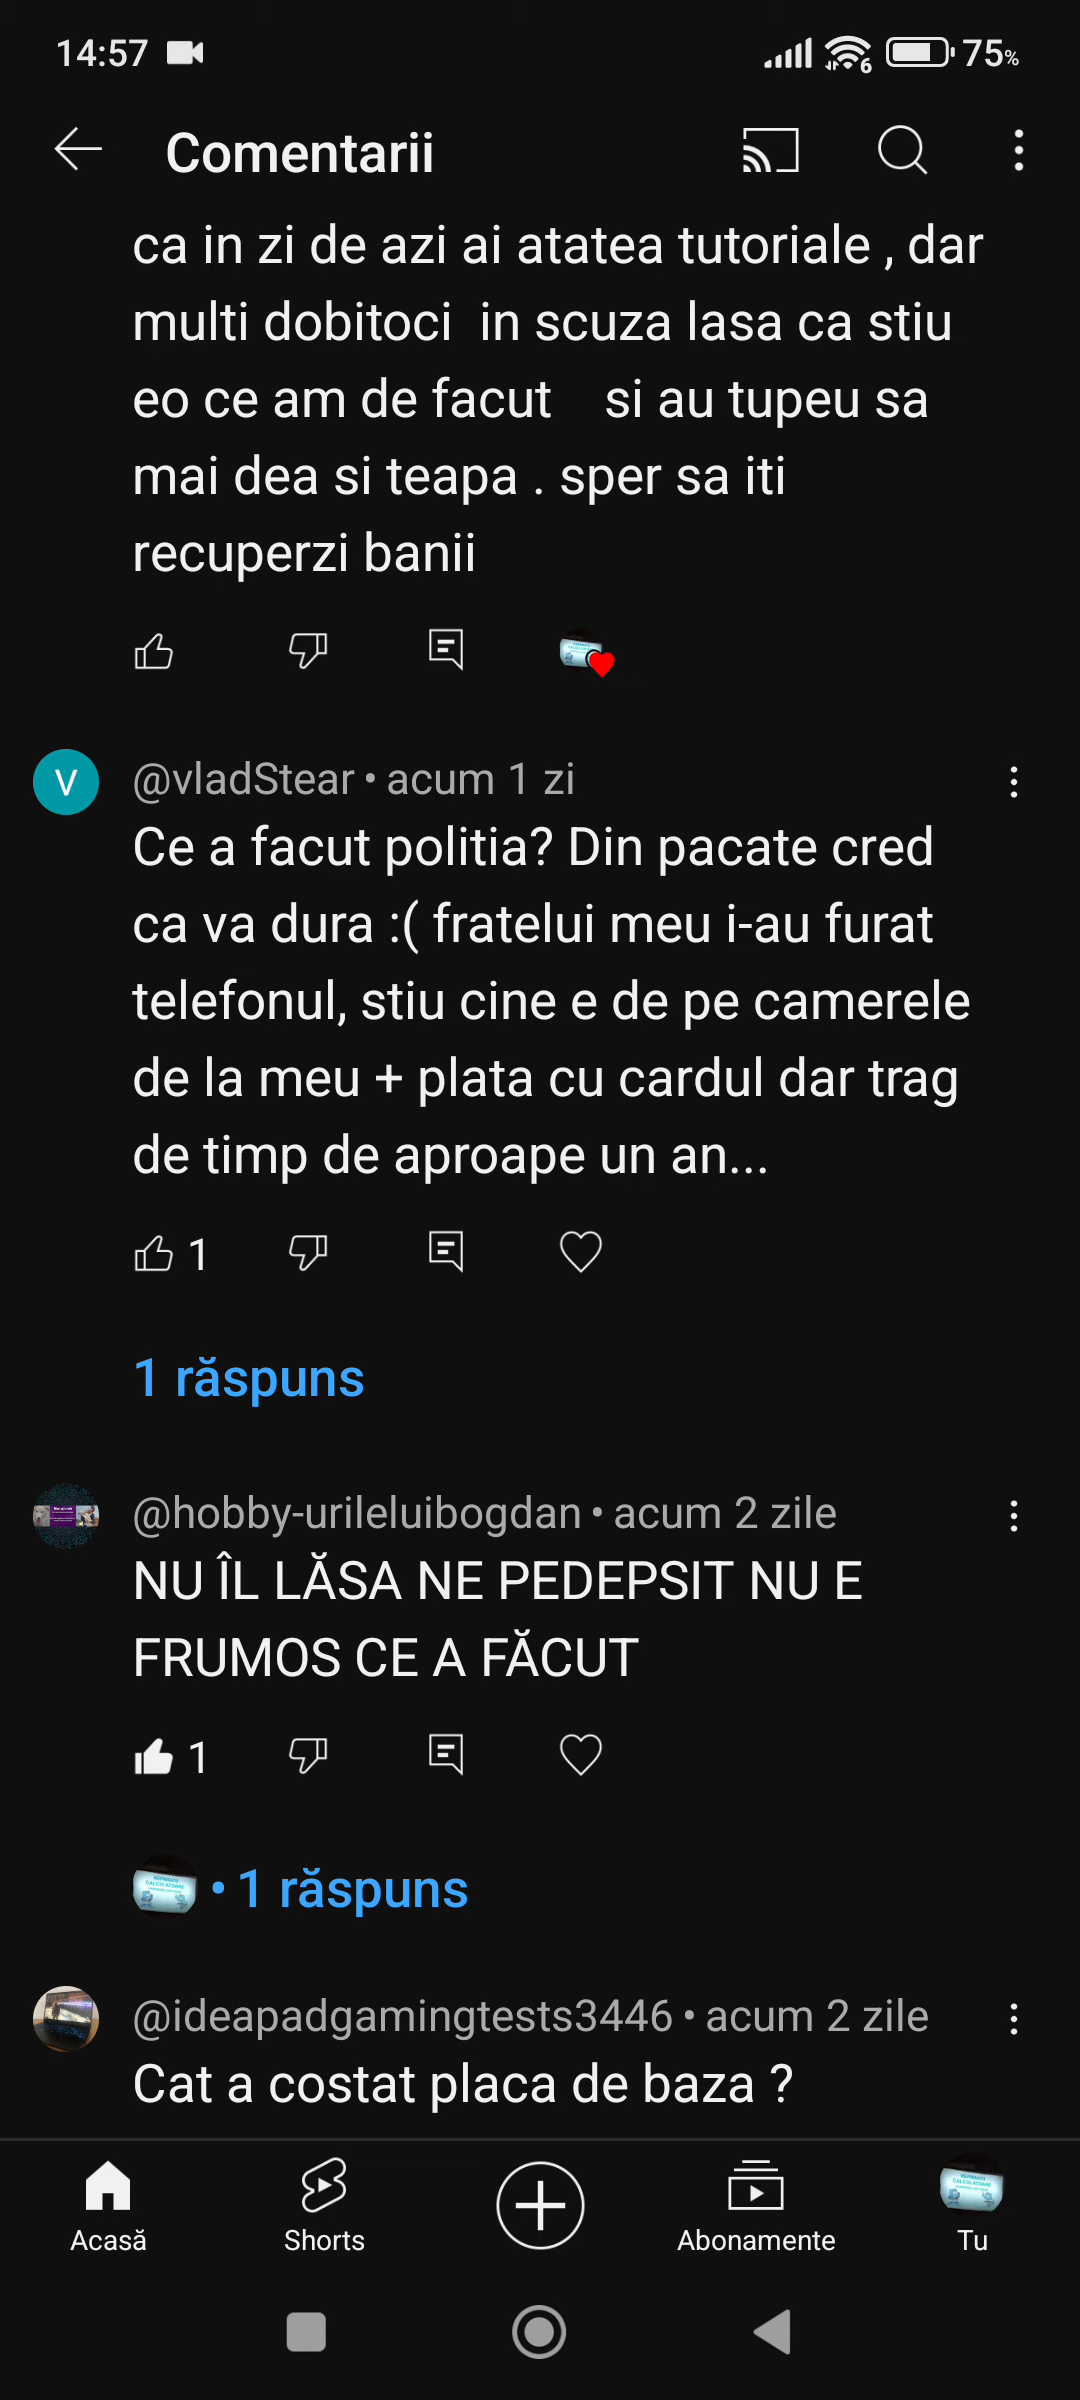 14:57
75%
Comentarii
ca in zi de azi ai atatea tutoriale , dar
multi dobitoci  in scuza lasa ca stiu
eo ce am de facut    si au tupeu sa
mai dea si teapa . sper sa iti
recuperzi banii
@vladStear • acum 1 zi
V
Ce a facut politia? Din pacate cred
ca va dura :( fratelui meu i-au furat
telefonul, stiu cine e de pe camerele
de la meu + plata cu cardul dar trag
de timp de aproape un an...
1
1 răspuns
@hobby-urileluibogdan • acum 2 zile
NU ÎL LĂSA NE PEDEPSIT NU E
FRUMOS CE A FĂCUT
1
• 1 răspuns
@ideapadgamingtests3446 • acum 2 zile
Cat a costat placa de baza ?
Acasă
Shorts
Abonamente
Tu